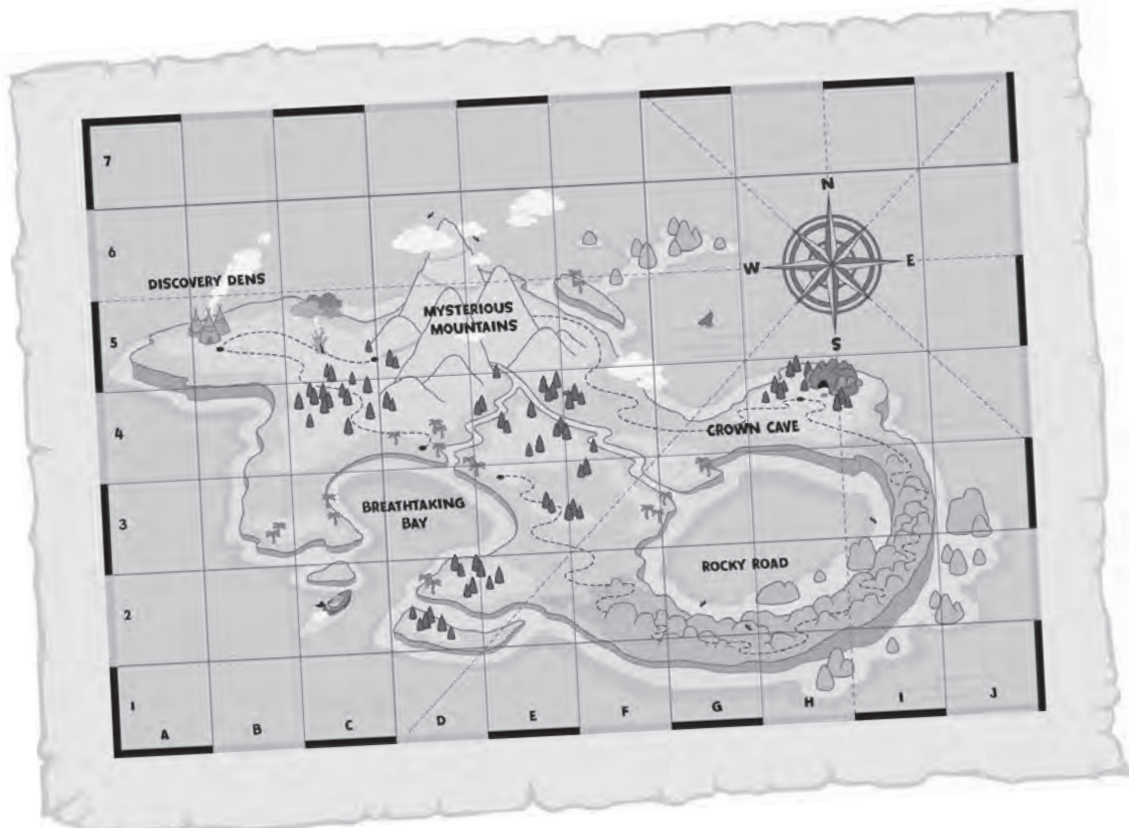 7
N
6
W
E
DISCOVERY DENS
MYSTERIOUS
MOUNTAINS
5
S
4
CROWN CAVE
BREATHTAKING
BAY
3
ROCKY ROAD
2
1
A
B
C
D
E
F
G
H
I
J